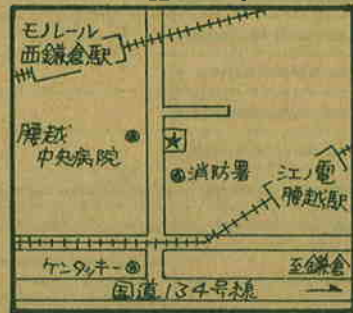 モノレール
西鎌倉駅
腰越
中央病院
消防署
江ノ電
腰越駅
ケンタッキー
至鎌倉
国道134号線